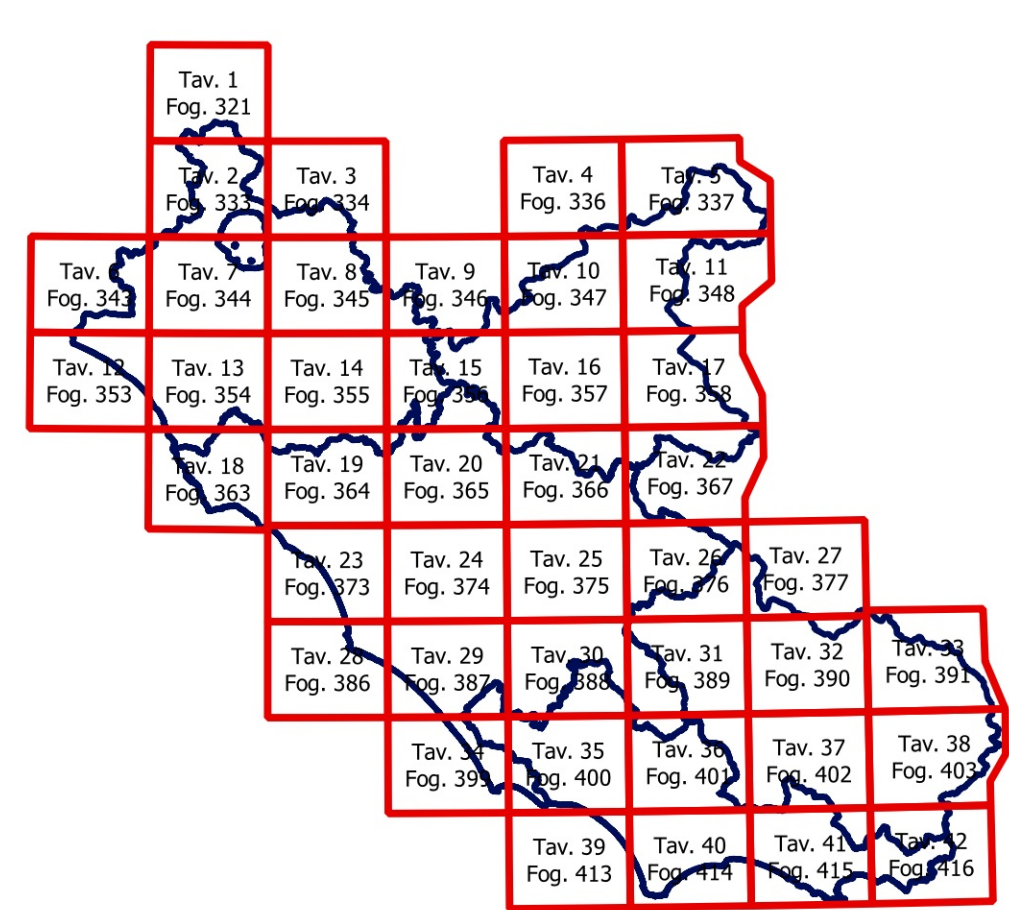 Tav. 1
Fog. 321
Tav. 2
Fog. 333
Tav. 3
Fog. 334
Tav. 4
Fog. 336
Tav. 5
Fog. 337
Tav. 6
Fog. 343
Tav. 7
Fog. 344
Tav. 8
Fog. 345
Tav. 9
Fog. 346
Tav. 10
Fog. 347
Tav. 11
Fog. 348
Tav. 12
Fog. 353
Tav. 13
Fog. 354
Tav. 14
Fog. 355
Tav. 15
Fog. 356
Tav. 16
Fog. 357
Tav. 17
Fog. 358
Tav. 18
Fog. 363
Tav. 19
Fog. 364
Tav. 20
Fog. 365
Tav. 21
Fog. 366
Tav. 22
Fog. 367
Tav. 23
Fog. 373
Tav. 24
Fog. 374
Tav. 25
Fog. 375
Tav. 26
Fog. 376
Tav. 27
Fog. 377
Tav. 28
Fog. 386
Tav. 29
Fog. 387
Tav. 30
Fog. 388
Tav. 31
Fog. 389
Tav. 32
Fog. 390
Tav. 33
Fog. 391
Tav. 34
Fog. 399
Tav. 35
Fog. 400
Tav. 36
Fog. 401
Tav. 37
Fog. 402
Tav. 38
Fog. 403
Tav. 39
Fog. 413
Tav. 40
Fog. 414
Tav. 41
Fog. 415
Tav. 42
Fog. 416